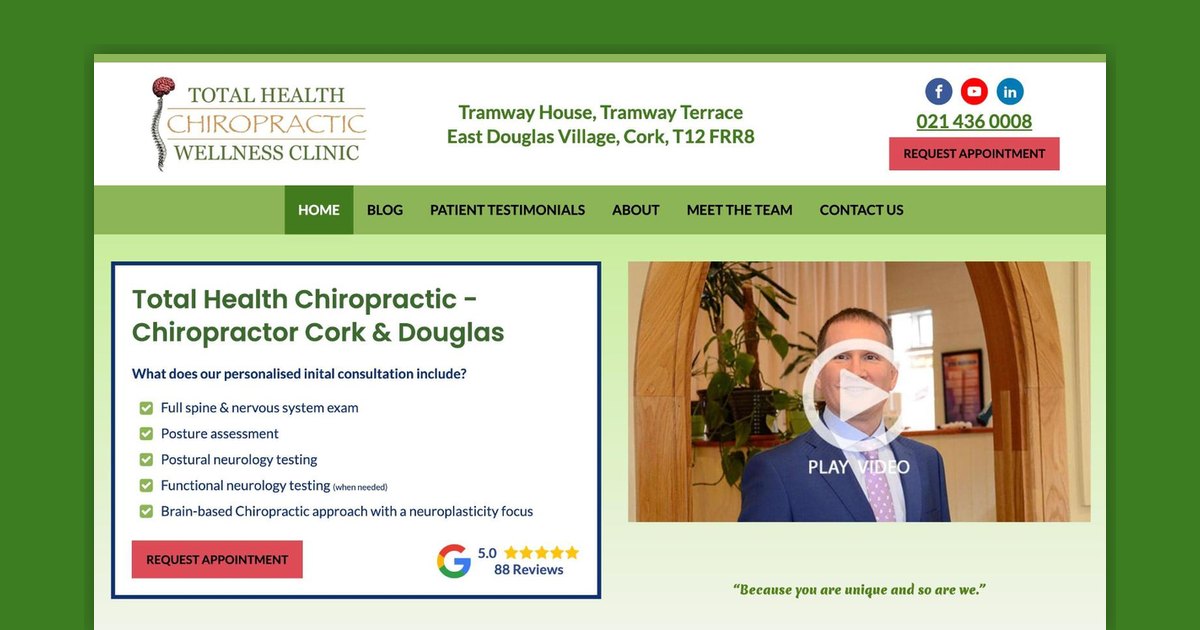 TOTAL HEALTH
CHIROPRACTIC
WELLNESS CLINIC
Tramway House, Tramway Terrace
East Douglas Village, Cork, T12 FRR8
f
in
021 436 0008
REQUEST APPOINTMENT
HOME
BLOG
PATIENT TESTIMONIALS
ABOUT
MEET THE TEAM
CONTACT US
Total Health Chiropractic -
Chiropractor Cork & Douglas
What does our personalised inital consultation include?
Full spine & nervous system exam
Posture assessment
Postural neurology testing
Functional neurology testing (when needed)
Brain-based Chiropractic approach with a neuroplasticity focus
REQUEST APPOINTMENT
G
5.0
88 Reviews
PLAY VIDEO
“Because you are unique and so are we.”